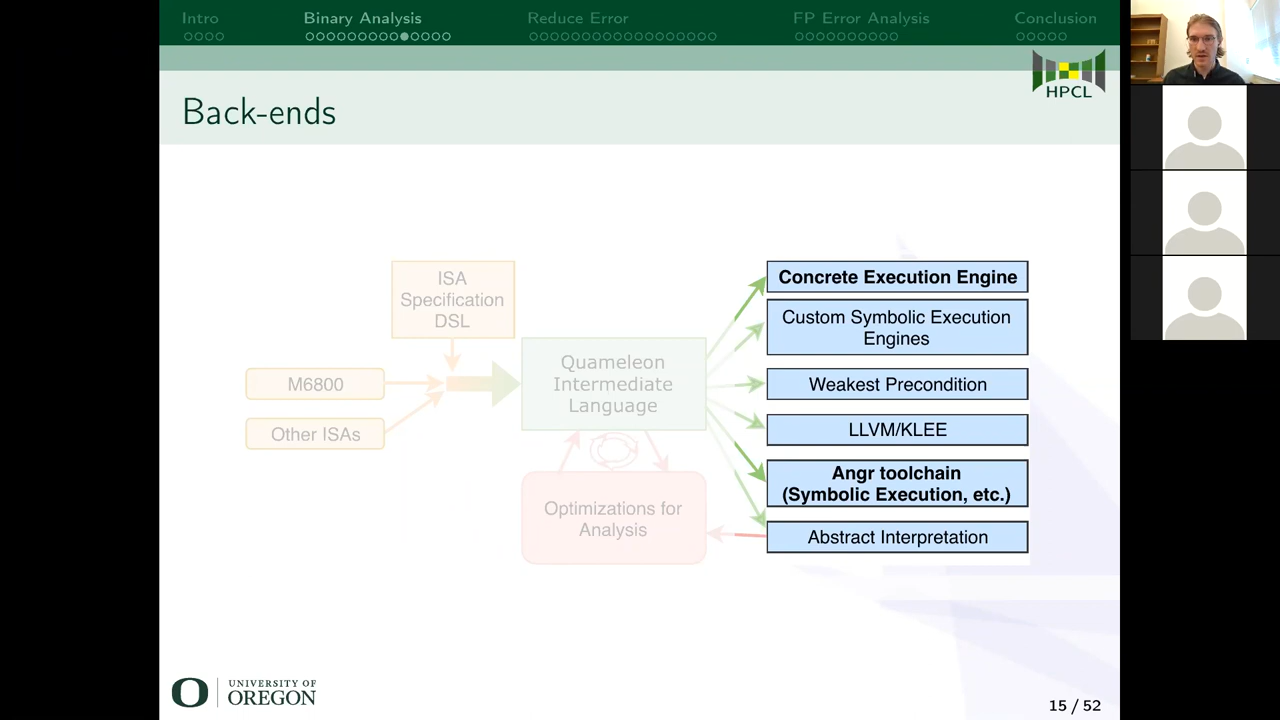 Intro
Binary Analysis
Reduce Error
FP Error Analysis
Conclusion
HPCL
Back-ends
ISA
Specification
DSL
M6800
Other ISAs
Quameleon
Intermediate
Language
Optimizations for
Analysis
Concrete Execution Engine
Custom Symbolic Execution
Engines
Weakest Precondition
LLVM/KLEE
Angr toolchain
(Symbolic Execution, etc.)
Abstract Interpretation
O
UNIVERSITY OF
OREGON
15 / 52